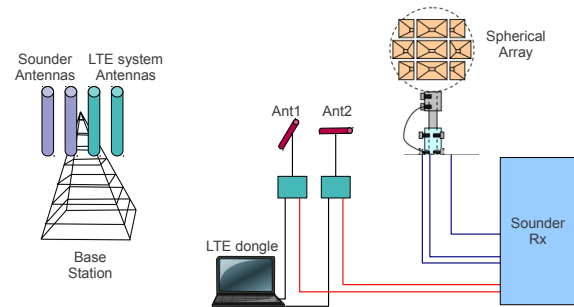 Sounder
Antennas
LTE system
Antennas
Base
Station
Ant1
Ant2
LTE dongle
Spherical
Array
Sounder
Rx